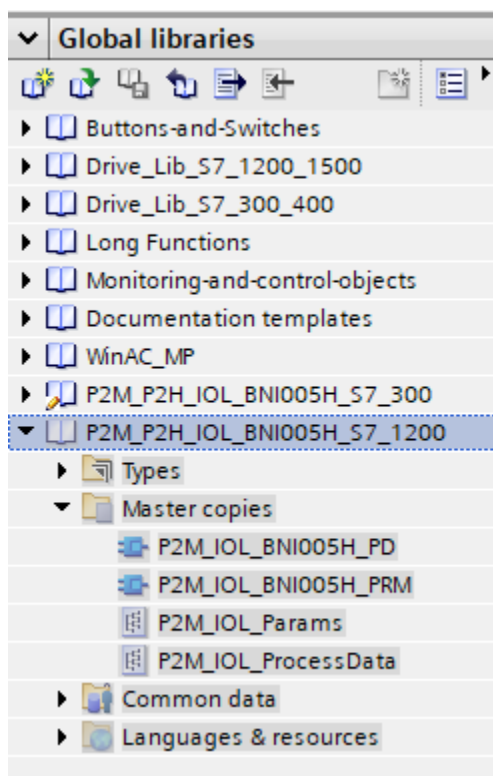 Global libraries
Buttons-and-Switches
Drive_Lib_S7_1200_1500
Drive_Lib_S7_300_400
Long Functions
Monitoring-and-control-objects
Documentation templates
WinAC_MP
P2M_P2H_IOL_BNI005H_S7_300
P2M_P2H_IOL_BNI005H_S7_1200
Types
Master copies
P2M_IOL_BNI005H_PD
P2M_IOL_BNI005H_PRM
P2M_IOL_Params
P2M_IOL_ProcessData
Common data
Languages & resources